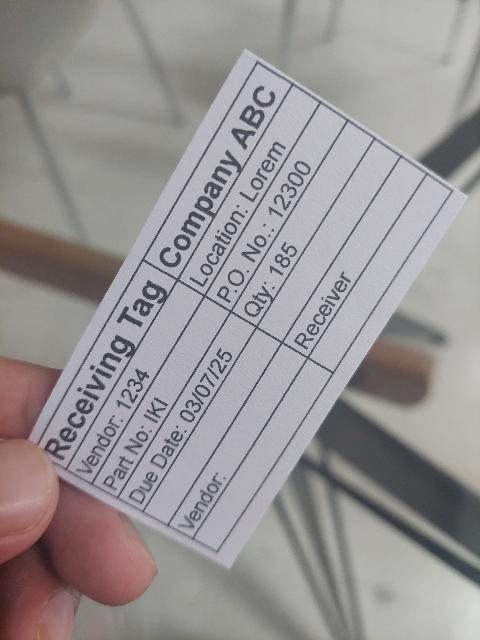 Receiving Tag Company ABC
Vendor: 1234 Location: Lorem
Part No: IKI P.O. No.: 12300
Due Date: 03/07/25 Qty: 185
Vendor: Receiver